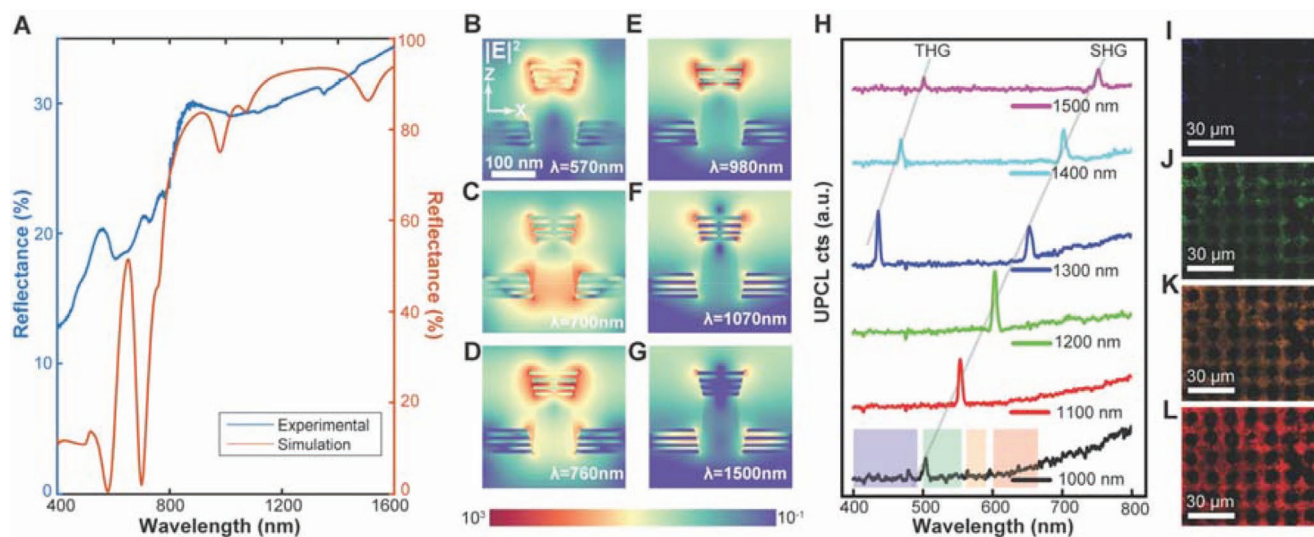 A
Reflectance (%)
30
20
10
0
400
800
1200
1600
Wavelength (nm)
100
80
60
40
20
0
Reflectance (%)
Experimental
Simulation
B
|E|²
Z
X
100 nm
λ=570nm
C
λ=700nm
D
λ=760nm
E
λ=980nm
F
λ=1070nm
G
λ=1500nm
10³
10⁻¹
H
THG
SHG
1500 nm
1400 nm
1300 nm
1200 nm
1100 nm
1000 nm
UPCL cts (a.u.)
400
500
600
700
800
Wavelength (nm)
I
30 μm
J
30 μm
K
30 μm
L
30 μm